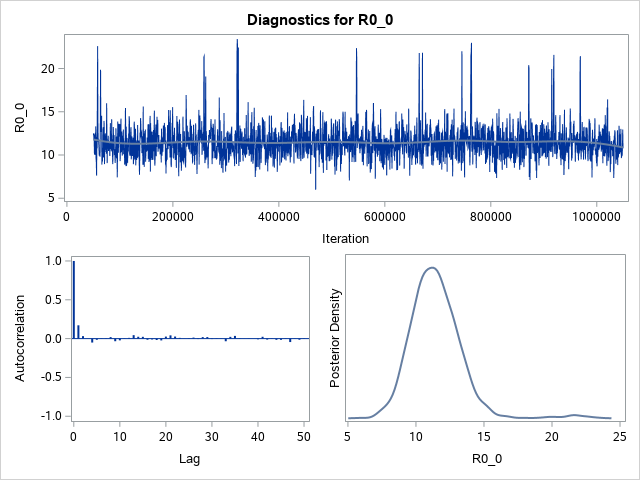 Diagnostics for R0_0
R0_0
20
15
10
5
0 200000 400000 600000 800000 1000000
Iteration
Autocorrelation
1.0
0.5
0.0
-0.5
-1.0
0 10 20 30 40 50
Lag
Posterior Density
5 10 15 20 25
R0_0